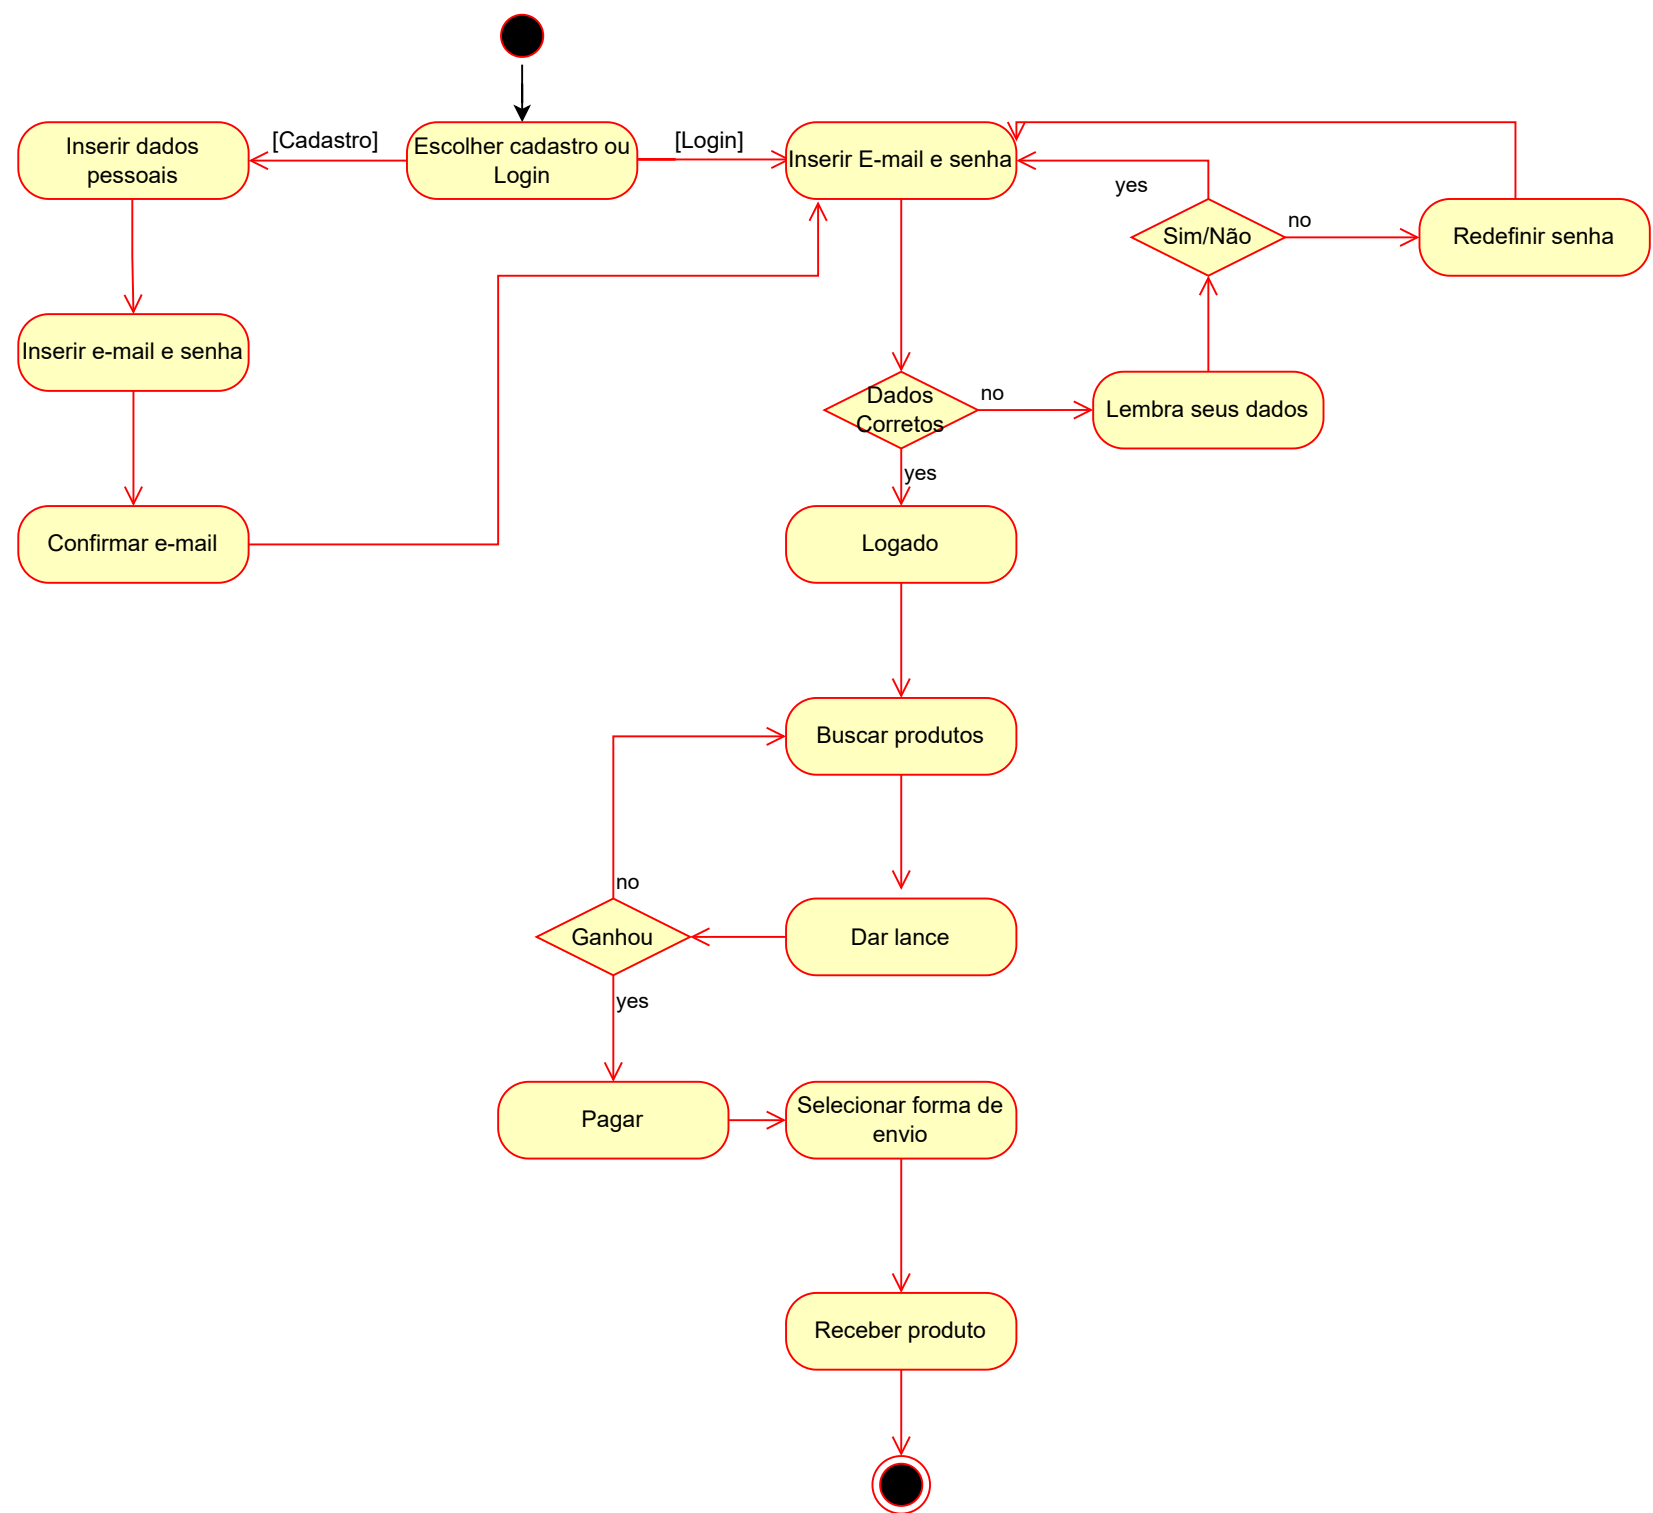 Inserir dados
pessoais
[Cadastro]
Escolher cadastro ou
Login
[Login]
Inserir E-mail e senha
yes
Sim/Não
no
Redefinir senha
Inserir e-mail e senha
Dados
Corretos
no
Lembra seus dados
yes
Confirmar e-mail
Logado
Buscar produtos
no
Ganhou
Dar lance
yes
Pagar
Selecionar forma de
envio
Receber produto